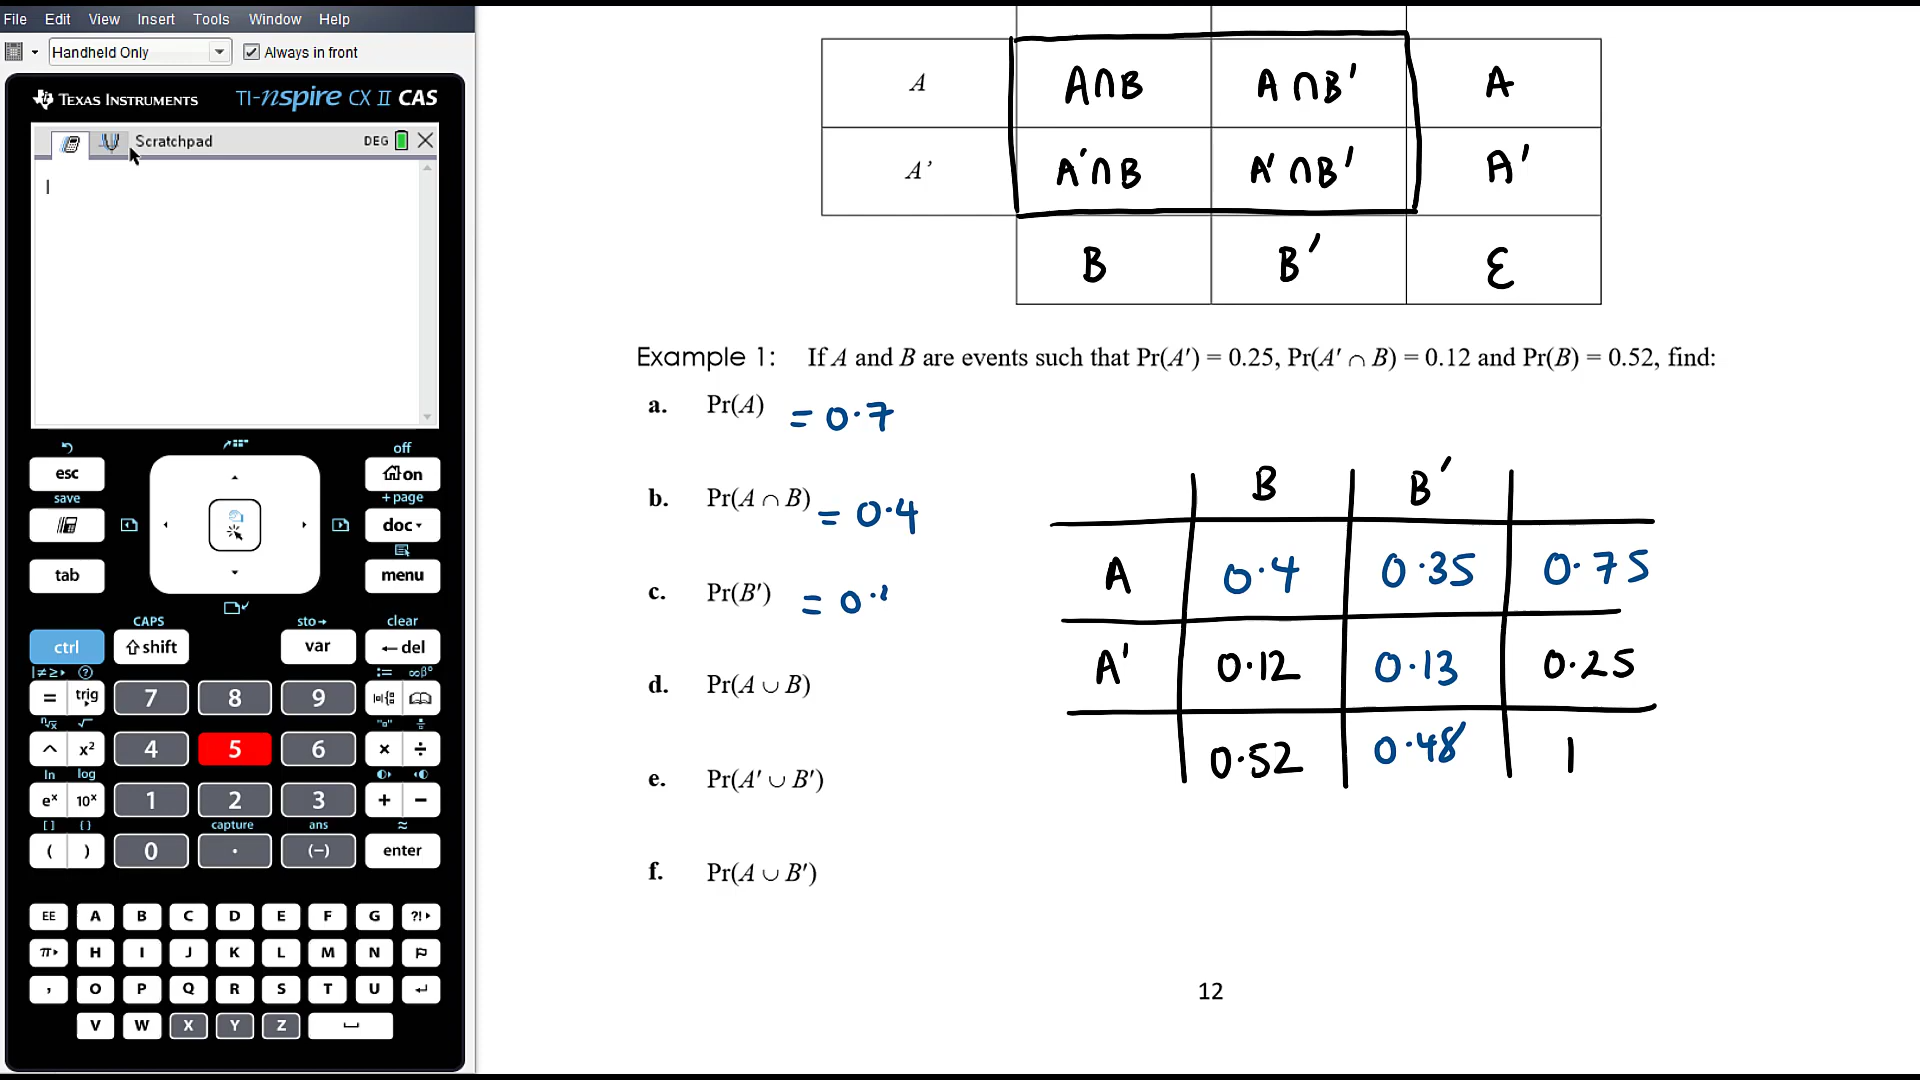 File Edit View Insert Tools Window Help
Handheld Only Always in front
TEXAS INSTRUMENTS TI-nspire CX II CAS
Scratchpad DEG
off
esc on
save + page
doc
tab menu
CAPS sto→ clear
ctrl shift var del
= trig 7 8 9
^ x² 4 5 6 × ÷
ln log
eˣ 10ˣ 1 2 3 + −
[ ] { } capture ans ≈
( ) 0 . (−) enter
EE A B C D E F G ?!
π H I J K L M N
, O P Q R S T U
V W X Y Z
A A∩B A∩B' A
A' A'∩B A'∩B' A'
B B' ε
Example 1: If A and B are events such that Pr(A′) = 0.25, Pr(A′ ∩ B) = 0.12 and Pr(B) = 0.52, find:
a. Pr(A) = 0.7
b. Pr(A ∩ B) = 0.4
c. Pr(B′) = 0.
d. Pr(A ∪ B)
e. Pr(A′ ∪ B′)
f. Pr(A ∪ B′)
B B'
A 0.4 0.35 0.75
A' 0.12 0.13 0.25
0.52 0.48 1
12